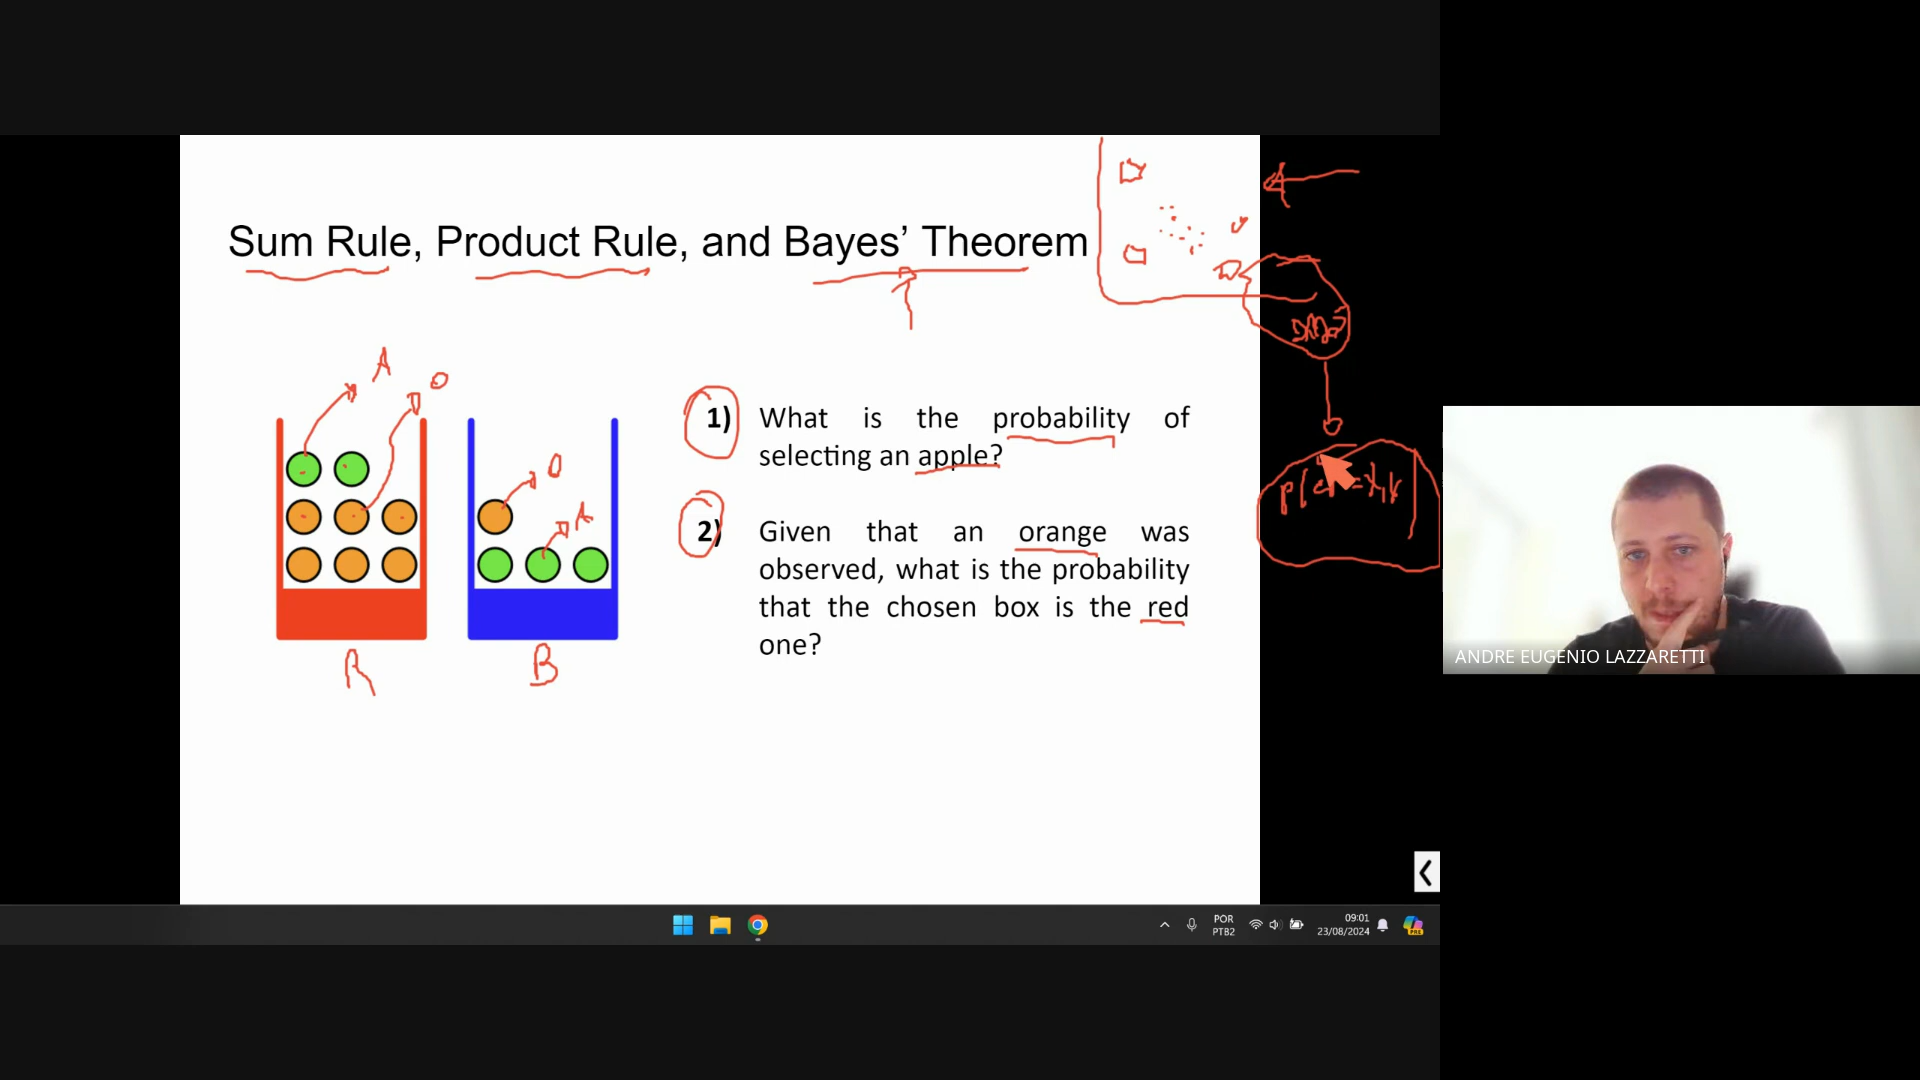 Sum Rule, Product Rule, and Bayes' Theorem
A
O
O
A
R
B
1) What is the probability of
selecting an apple?
2) Given that an orange was
observed, what is the probability
that the chosen box is the red
one?
ANDRE EUGENIO LAZZARETTI
POR
PTB2
09:01
23/08/2024
PRE